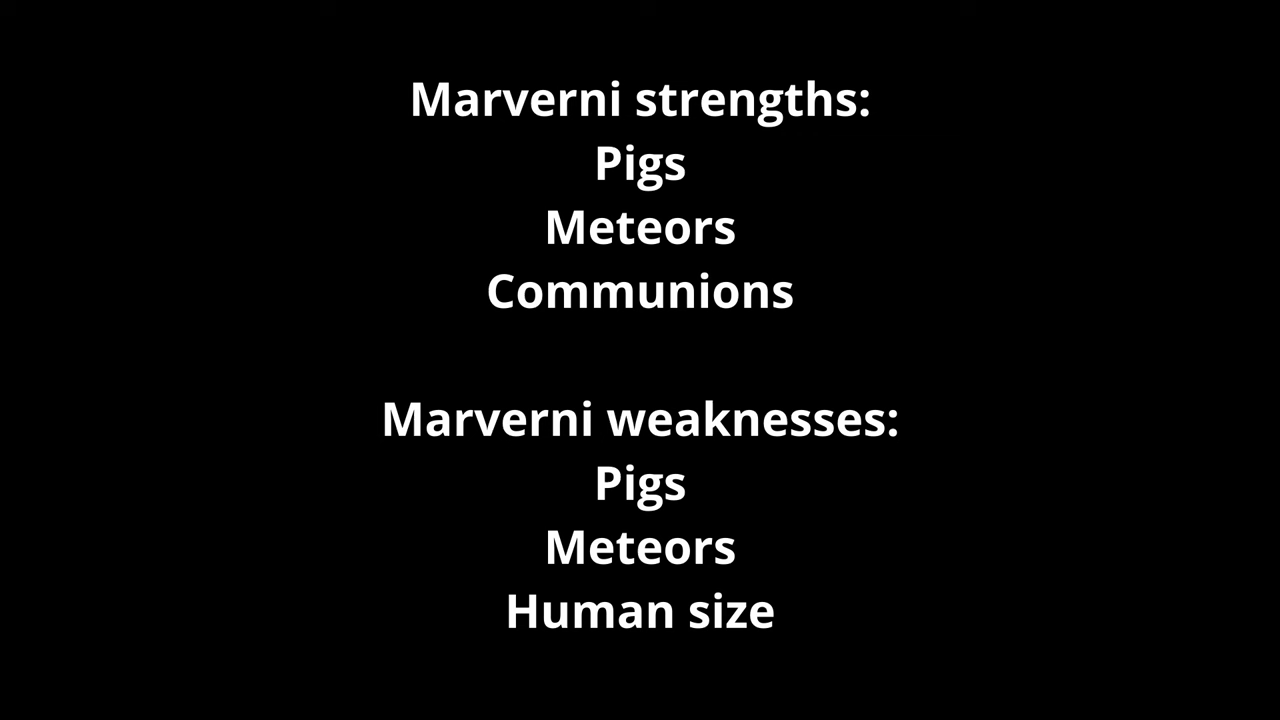 Marverni strengths:
Pigs
Meteors
Communions
Marverni weaknesses:
Pigs
Meteors
Human size